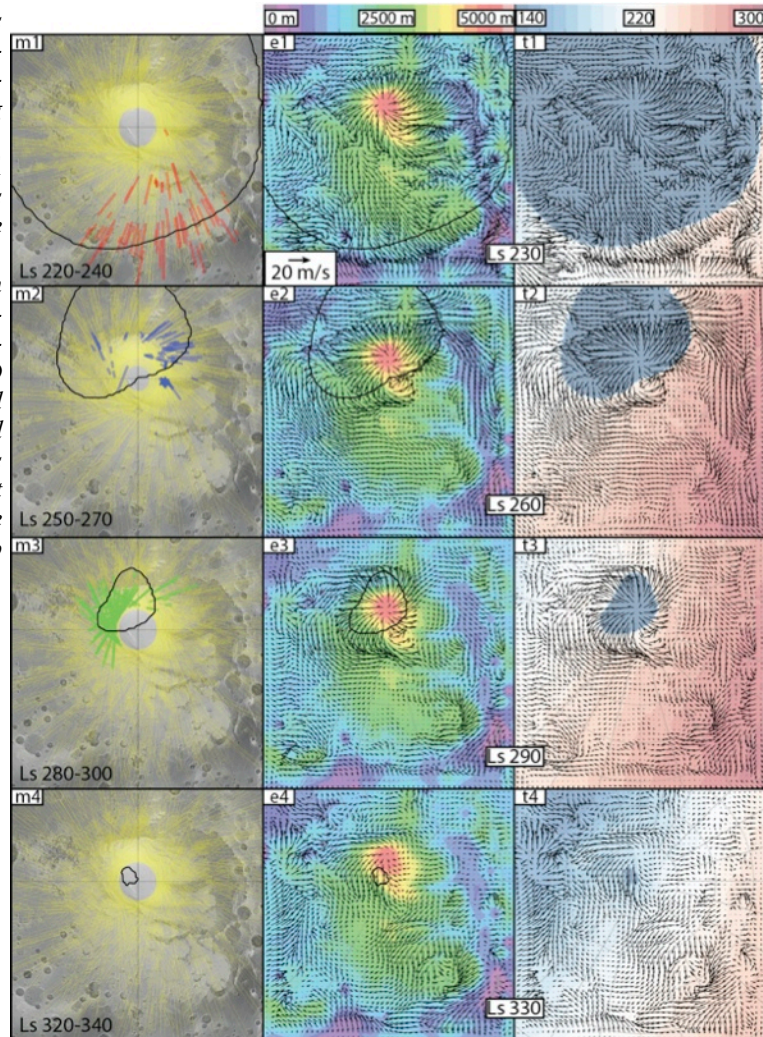 0 m 2500 m 5000 m 140 220 300
m1 e1 t1
Ls 220-240 20 m/s Ls 230
m2 e2 t2
Ls 250-270 Ls 260
m3 e3 t3
Ls 280-300 Ls 290
m4 e4 t4
Ls 320-340 Ls 330